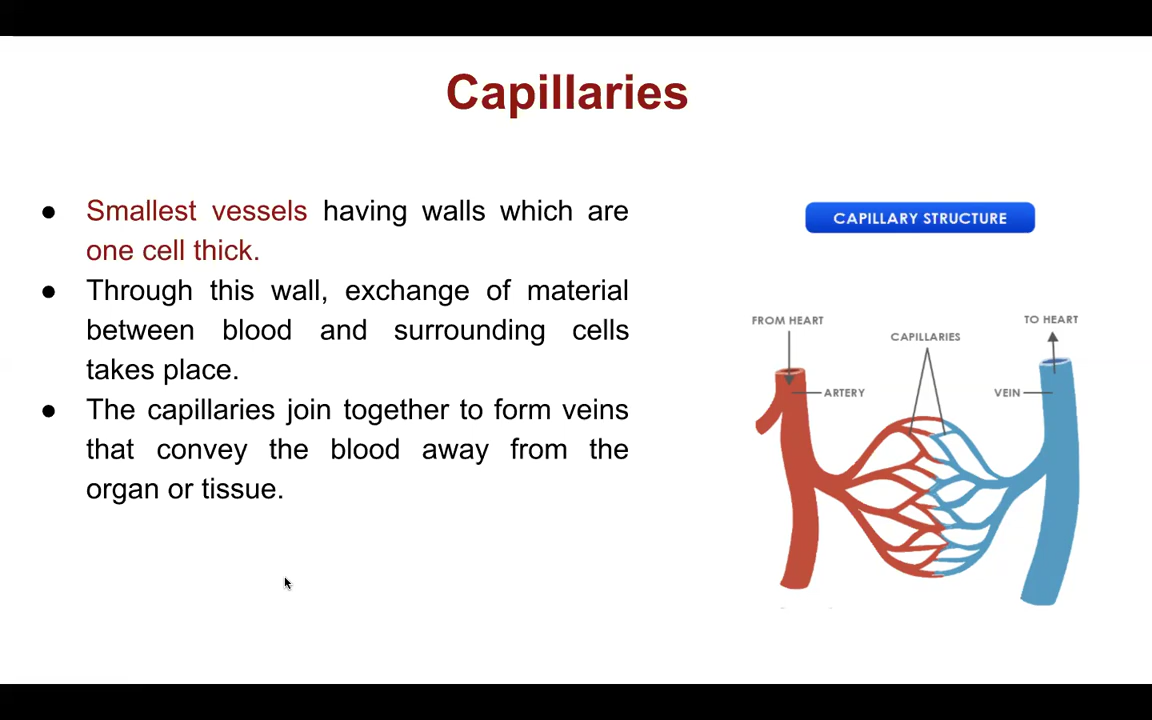 Capillaries
● Smallest vessels having walls which are
one cell thick.
● Through this wall, exchange of material
between blood and surrounding cells
takes place.
● The capillaries join together to form veins
that convey the blood away from the
organ or tissue.
CAPILLARY STRUCTURE
FROM HEART
TO HEART
CAPILLARIES
ARTERY
VEIN